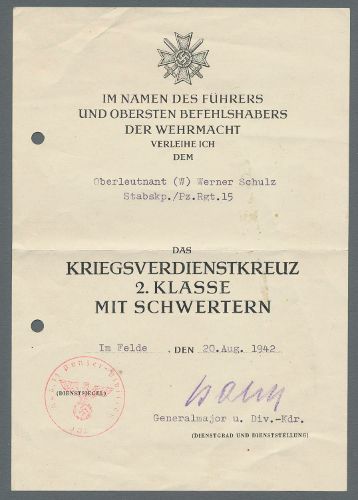 IM NAMEN DES FÜHRERS
UND OBERSTEN BEFEHLSHABERS
DER WEHRMACHT
VERLEIHE ICH
DEM
Oberleutnant (W) Werner Schulz
Stabskp./Pz.Rgt.15
DAS
KRIEGSVERDIENSTKREUZ
2. KLASSE
MIT SCHWERTERN
Im Felde , DEN 20.Aug. 1942
(DIENSTSIEGEL)
Generalmajor u. Div.-Kdr.
(DIENSTGRAD UND DIENSTSTELLUNG)